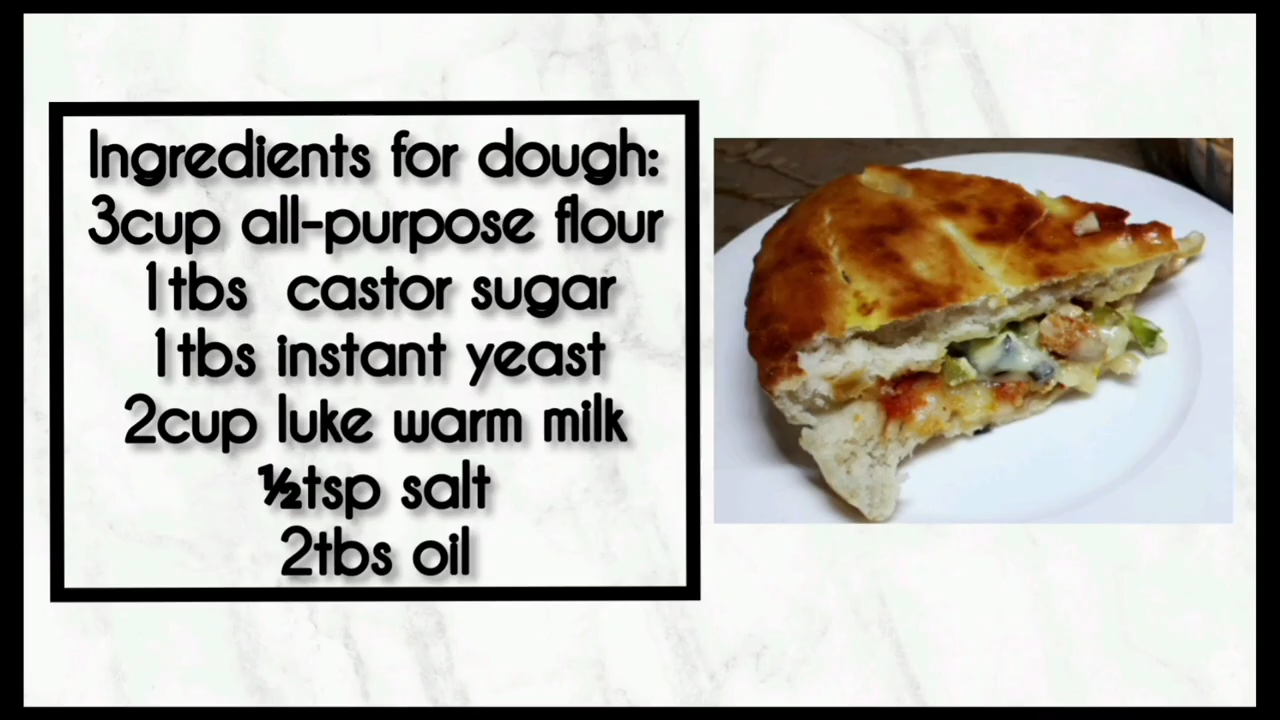 Ingredients for dough:
3cup all-purpose flour
1tbs castor sugar
1tbs instant yeast
2cup luke warm milk
½tsp salt
2tbs oil